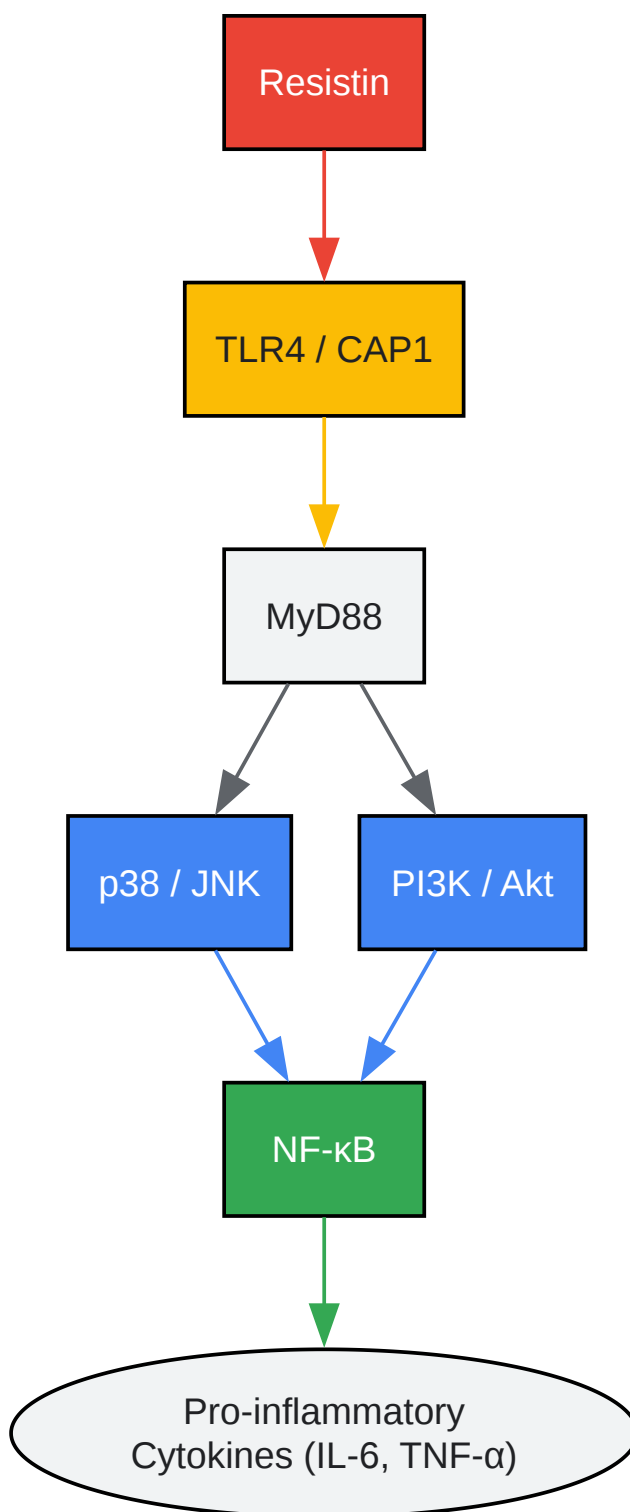 Resistin
TLR4 / CAP1
MyD88
p38 / JNK
PI3K / Akt
NF-κB
Pro-inflammatory
Cytokines (IL-6, TNF-α)